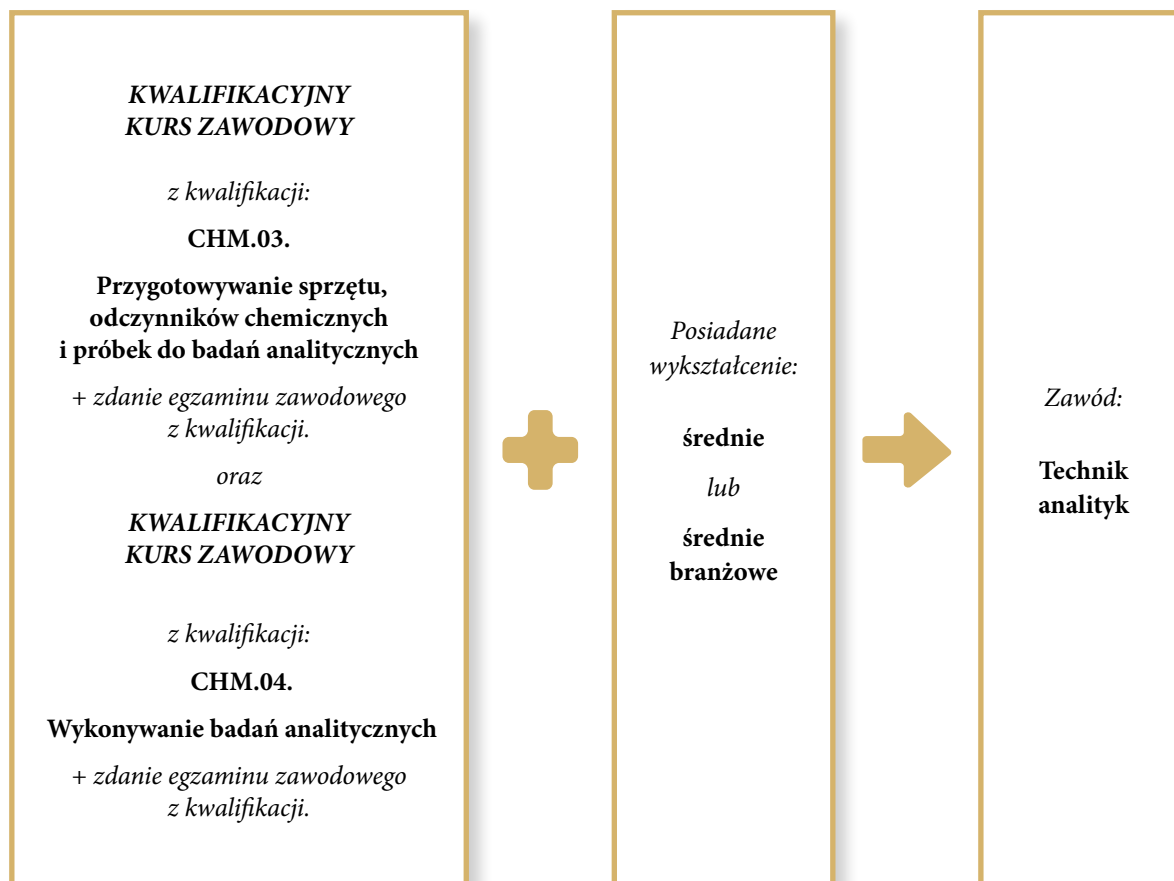 KWALIFIKACYJNY
KURS ZAWODOWY
z kwalifikacji:
CHM.03.
Przygotowywanie sprzętu,
odczynników chemicznych
i próbek do badań analitycznych
+ zdanie egzaminu zawodowego
z kwalifikacji.
oraz
KWALIFIKACYJNY
KURS ZAWODOWY
z kwalifikacji:
CHM.04.
Wykonywanie badań analitycznych
+ zdanie egzaminu zawodowego
z kwalifikacji.
Posiadane
wykształcenie:
średnie
lub
średnie
branżowe
Zawód:
Technik
analityk